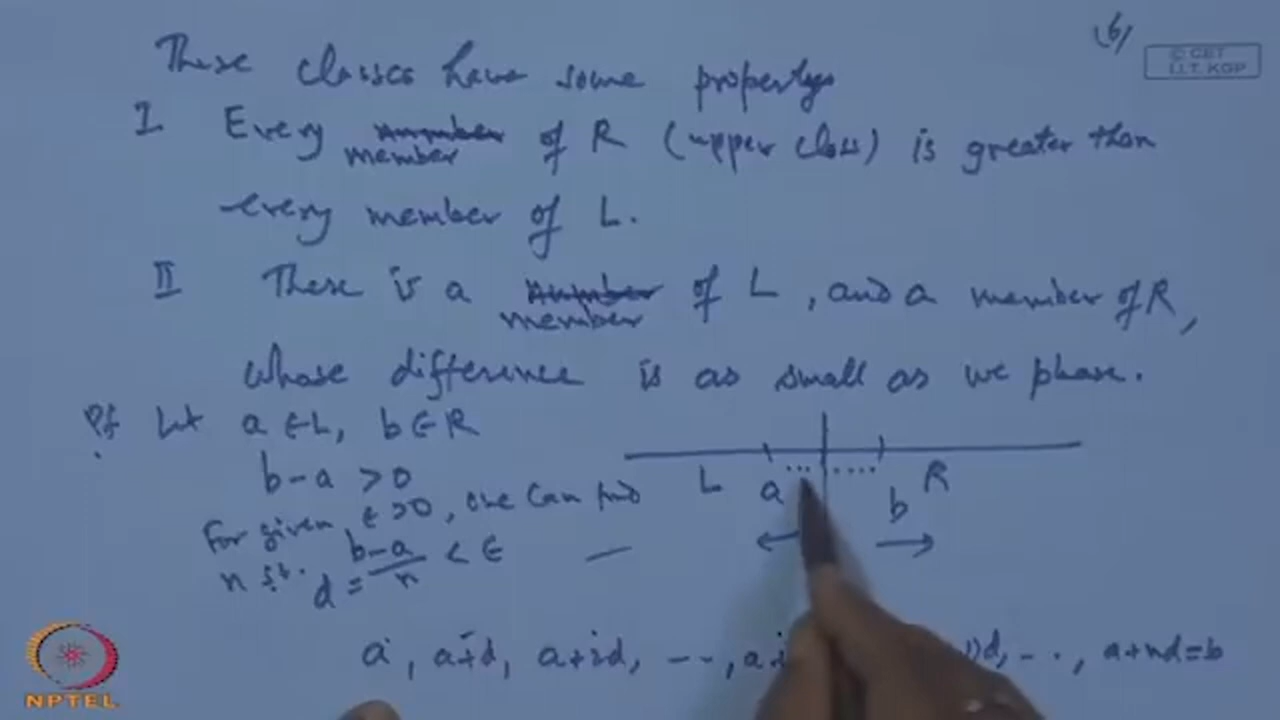 (6)
© CET
I.I.T. KGP
These classes have some property
I Every member of R (upper class) is greater than
every member of L.
II There is a member of L, and a member of R,
whose difference is as small as we please.
Pf Let a ∈ L, b ∈ R
b-a > 0
For given ε > 0, one can find
n s.t. d = b-a/n < ε
L a b R
a, a+d, a+2d, ---, a+i d, ---, a+nd=b
NPTEL